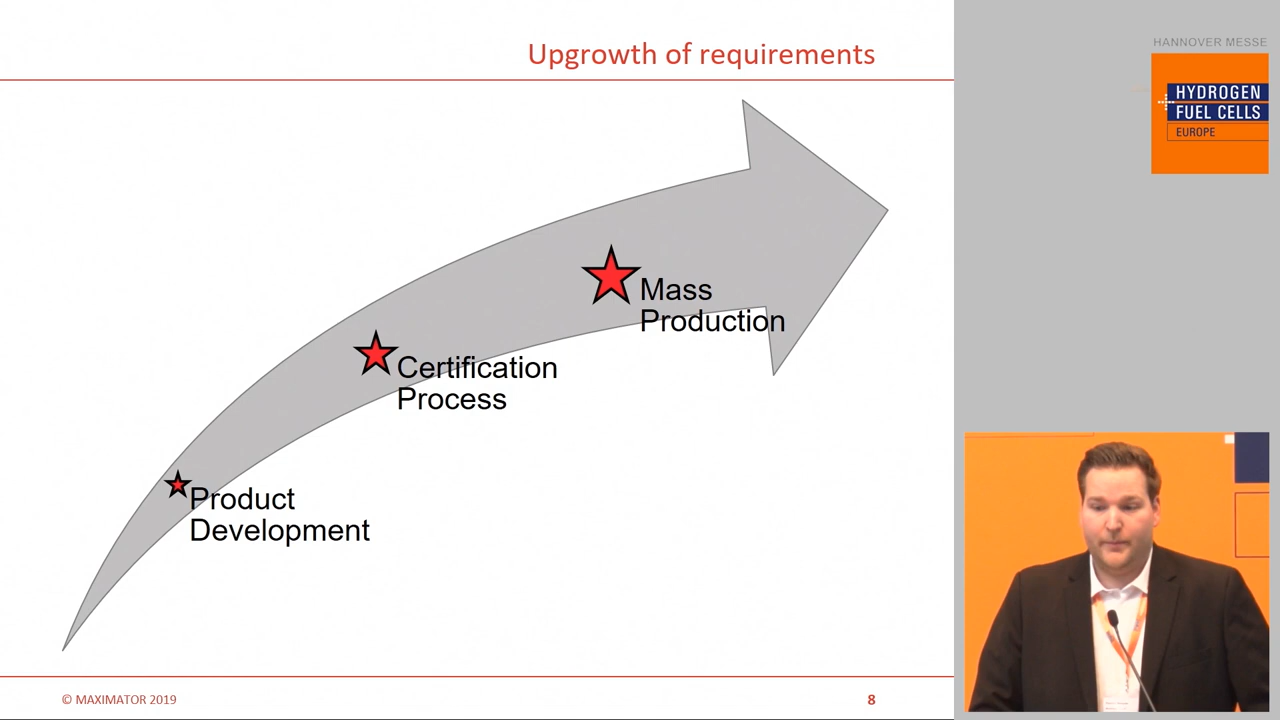 Upgrowth of requirements
Mass
Production
Certification
Process
Product
Development
© MAXIMATOR 2019
8
HANNOVER MESSE
HYDROGEN
FUEL CELLS
EUROPE